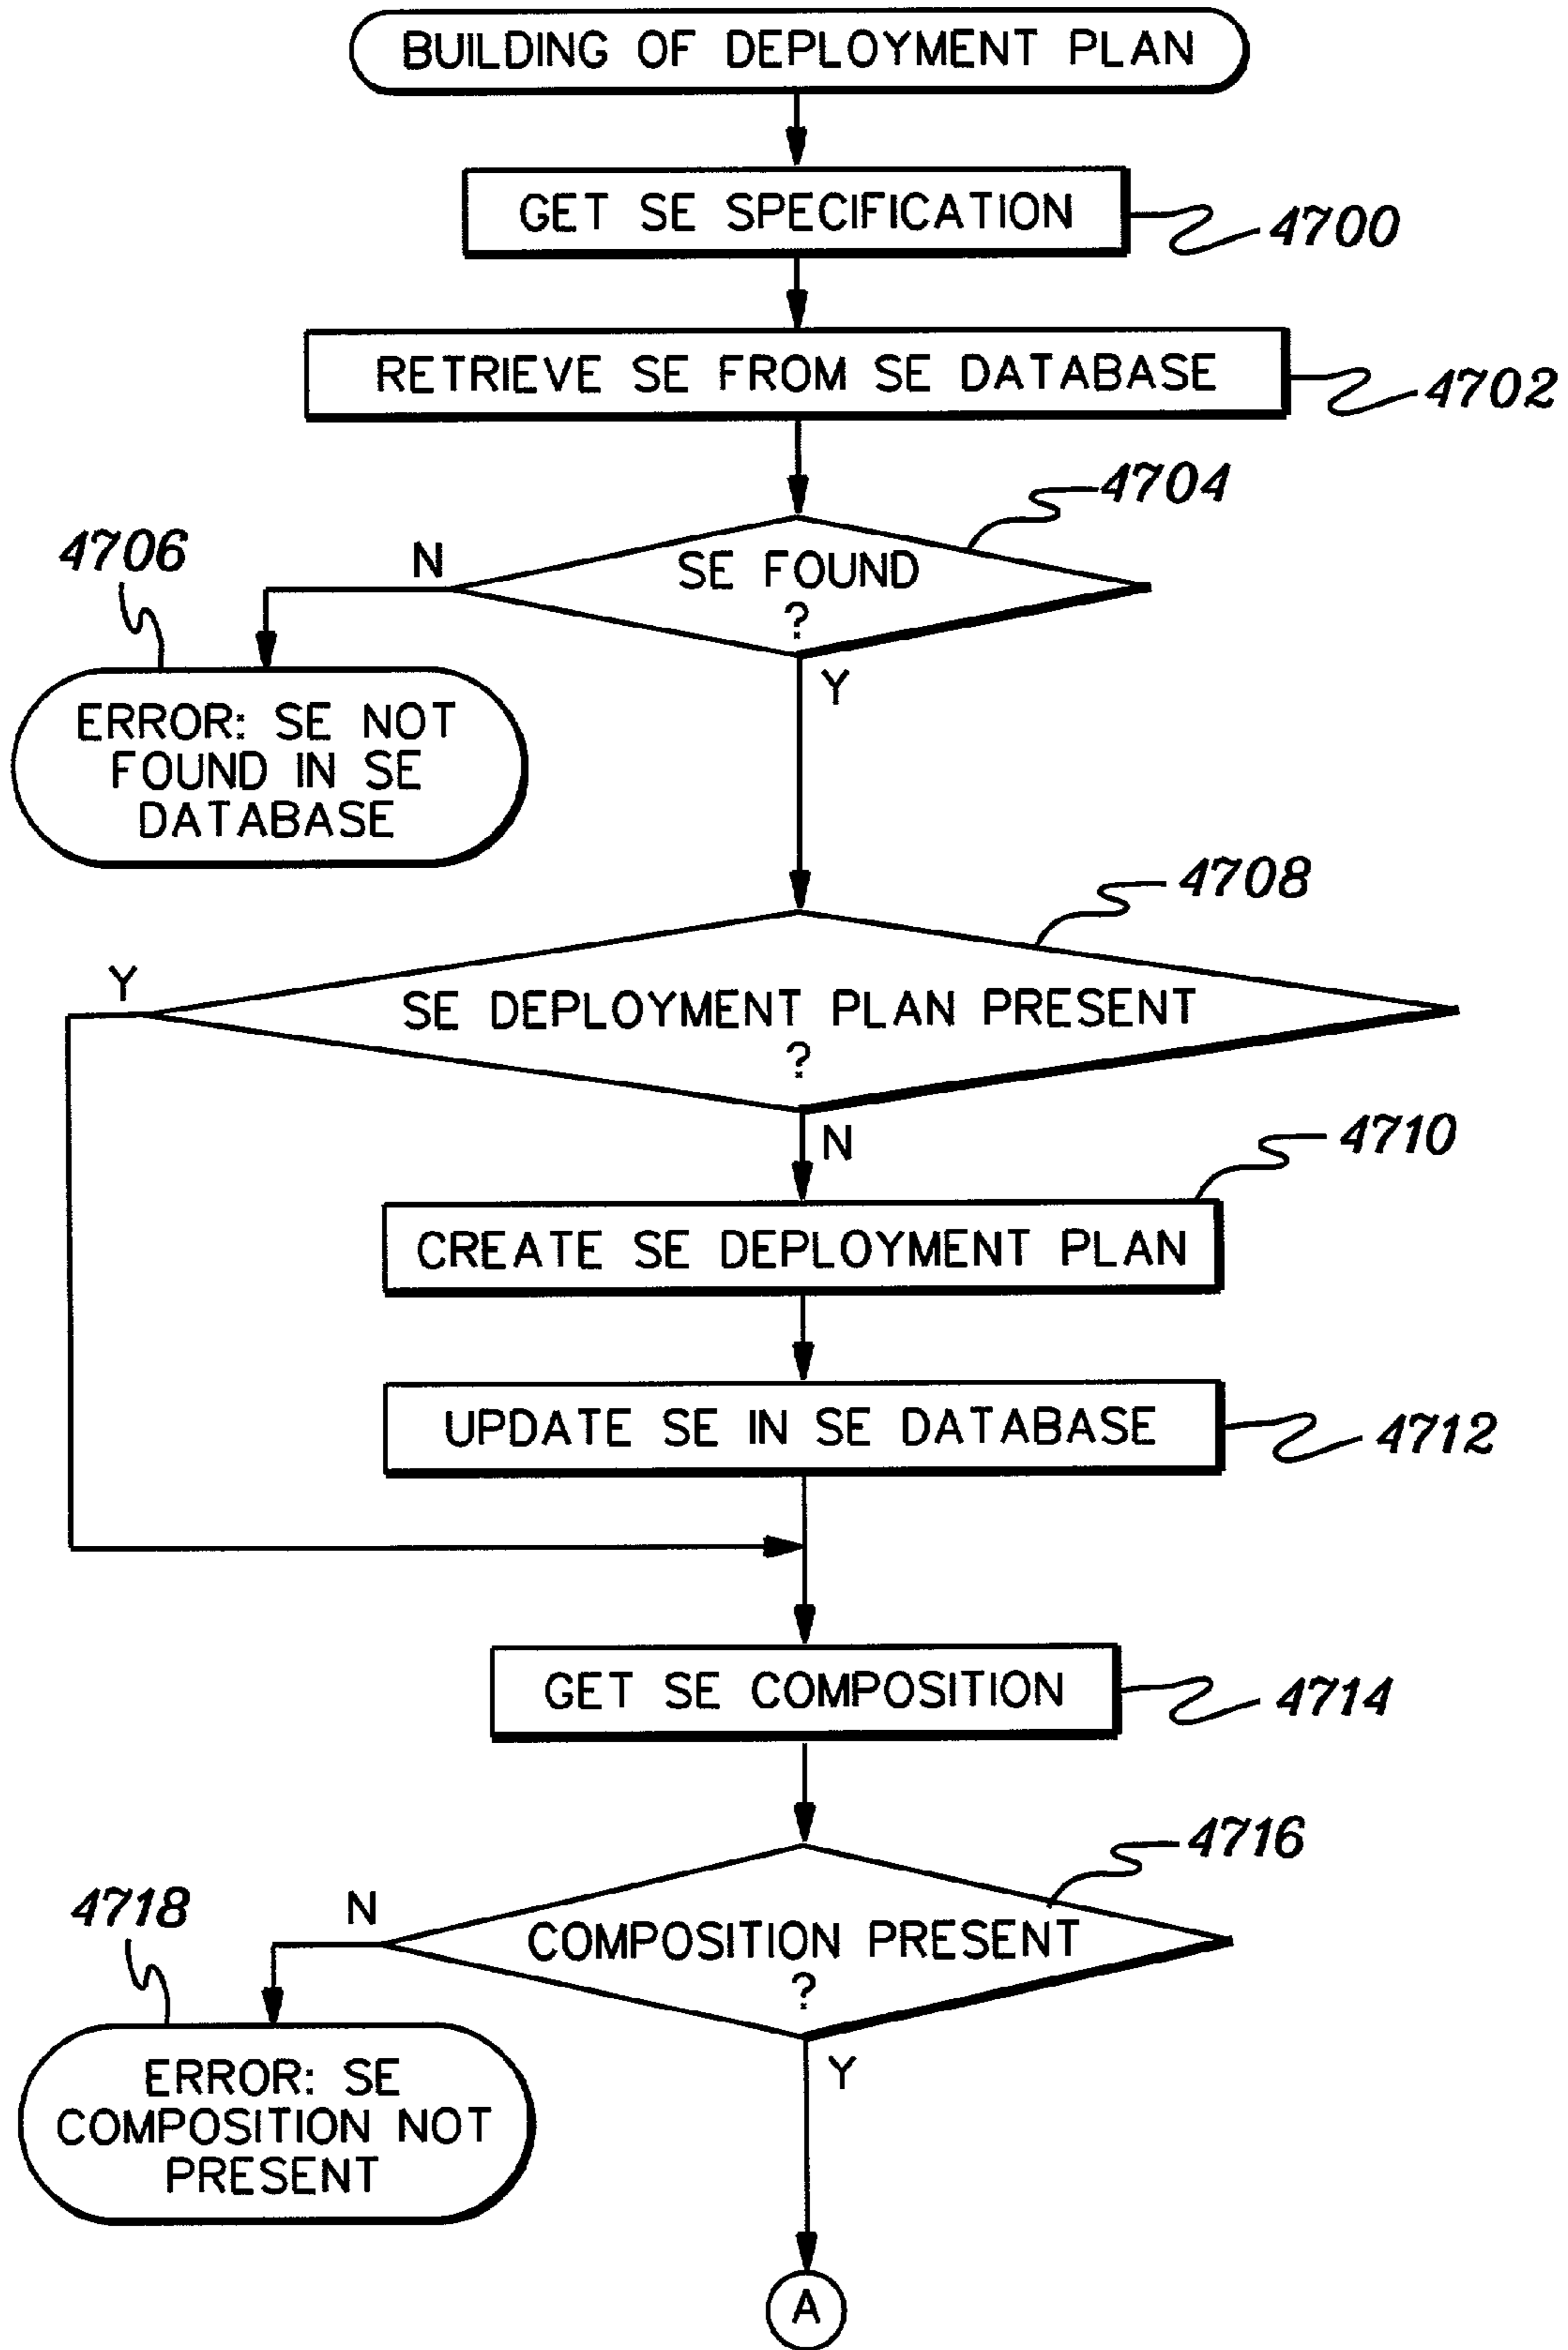 BUILDING OF DEPLOYMENT PLAN
GET SE SPECIFICATION
4700
RETRIEVE SE FROM SE DATABASE
4702
4704
SE FOUND
?
N
Y
4706
ERROR: SE NOT
FOUND IN SE
DATABASE
4708
SE DEPLOYMENT PLAN PRESENT
?
Y
N
4710
CREATE SE DEPLOYMENT PLAN
UPDATE SE IN SE DATABASE
4712
GET SE COMPOSITION
4714
4716
COMPOSITION PRESENT
?
N
Y
4718
ERROR: SE
COMPOSITION NOT
PRESENT
A